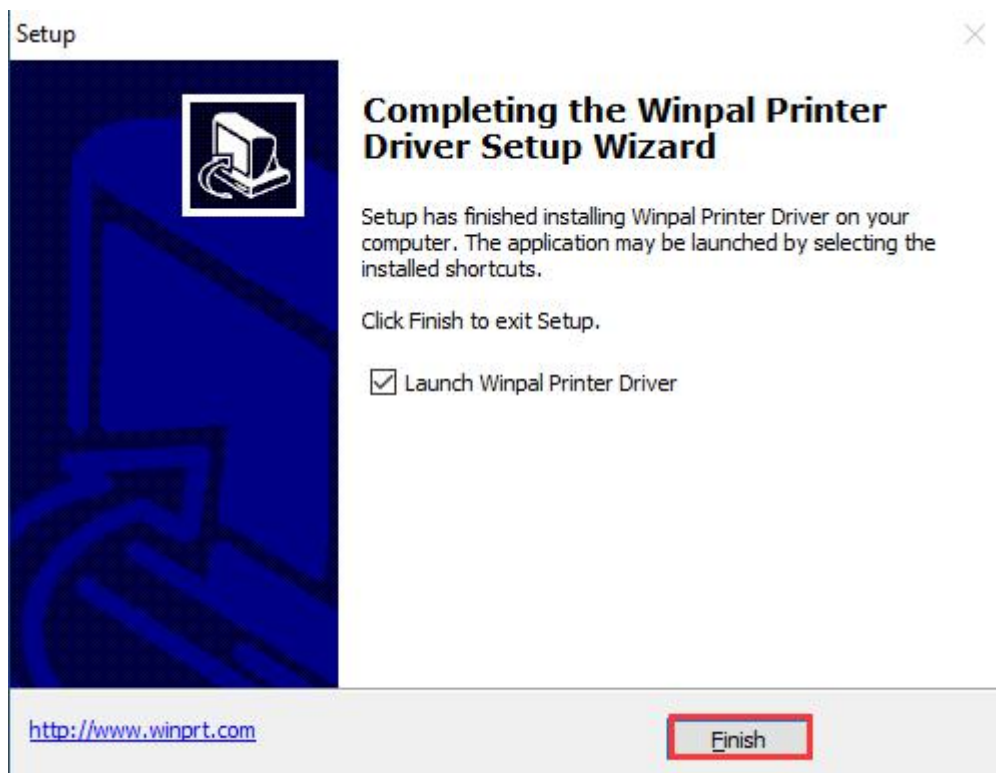 Setup
Completing the Winpal Printer
Driver Setup Wizard
Setup has finished installing Winpal Printer Driver on your
computer. The application may be launched by selecting the
installed shortcuts.
Click Finish to exit Setup.
Launch Winpal Printer Driver
http://www.winprt.com
Finish